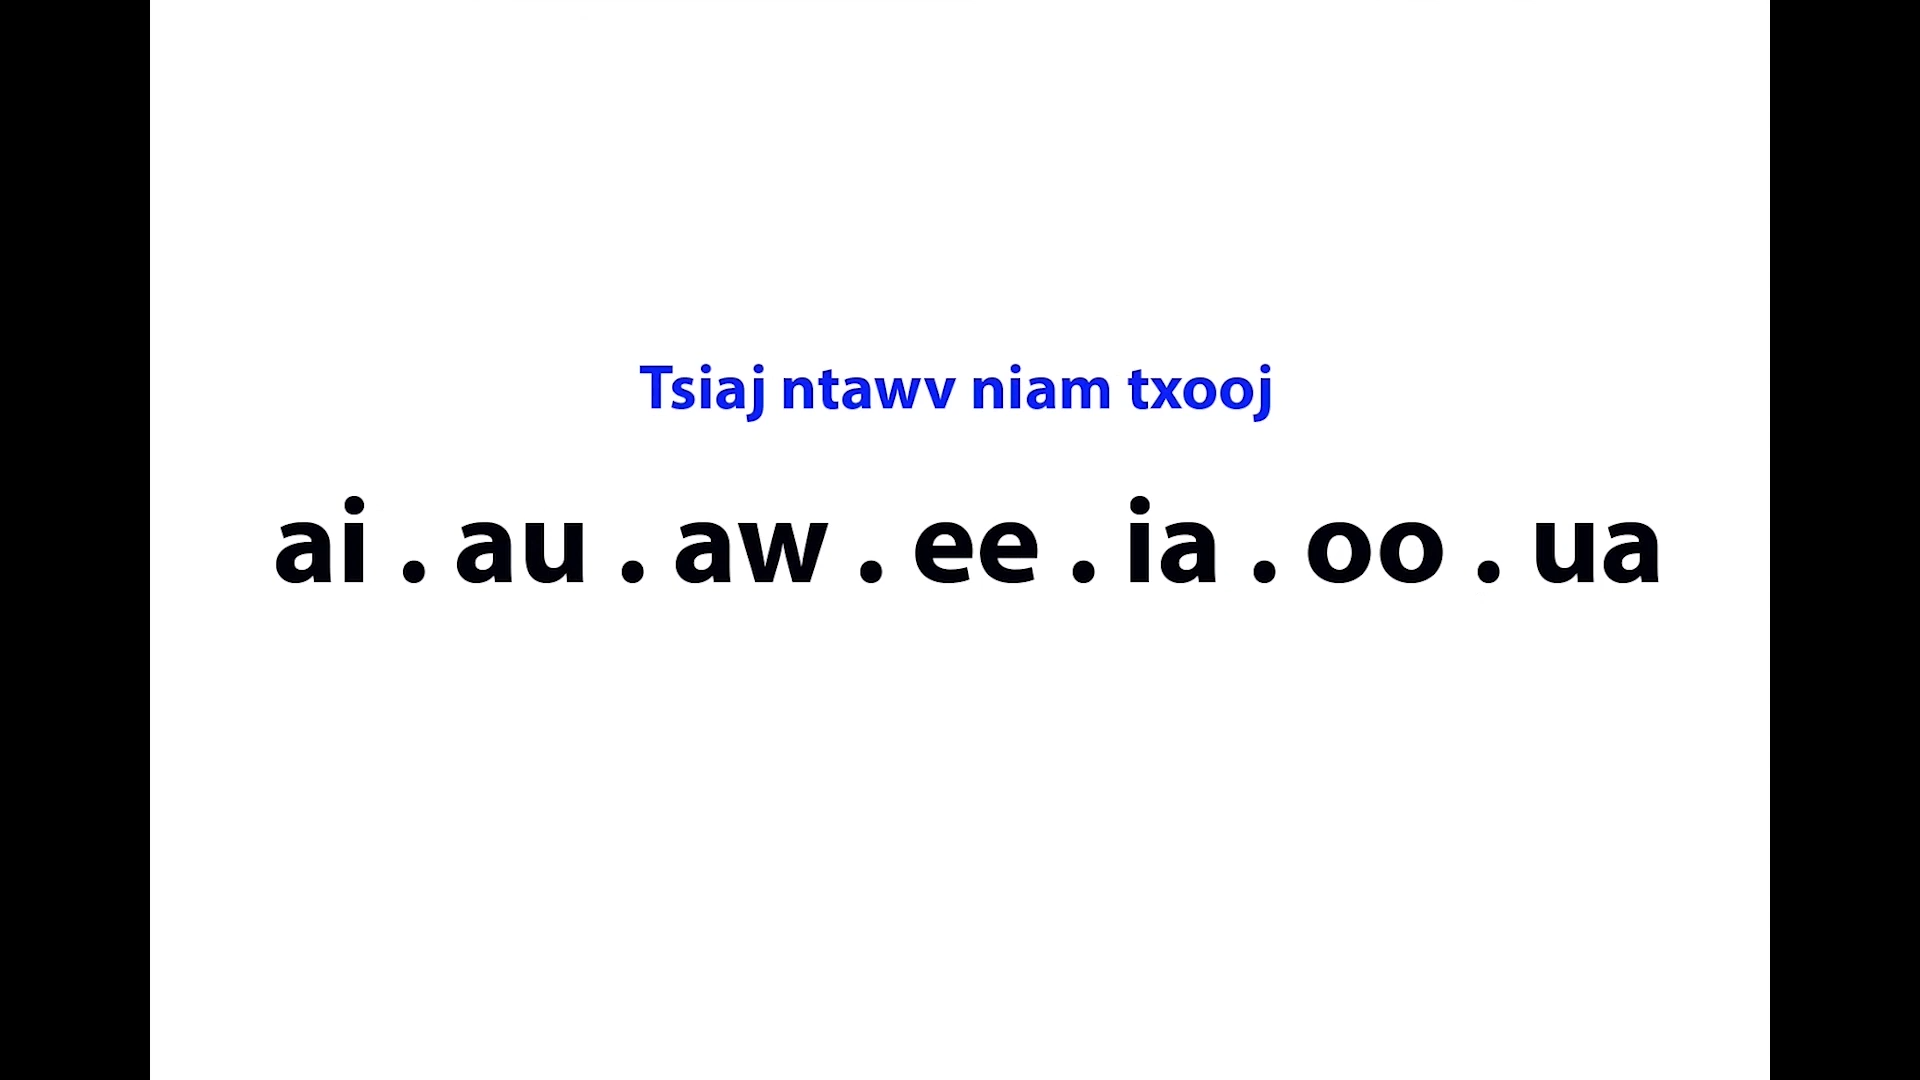 Tsiaj ntawv niam txooj
ai . au . aw . ee . ia . oo . ua